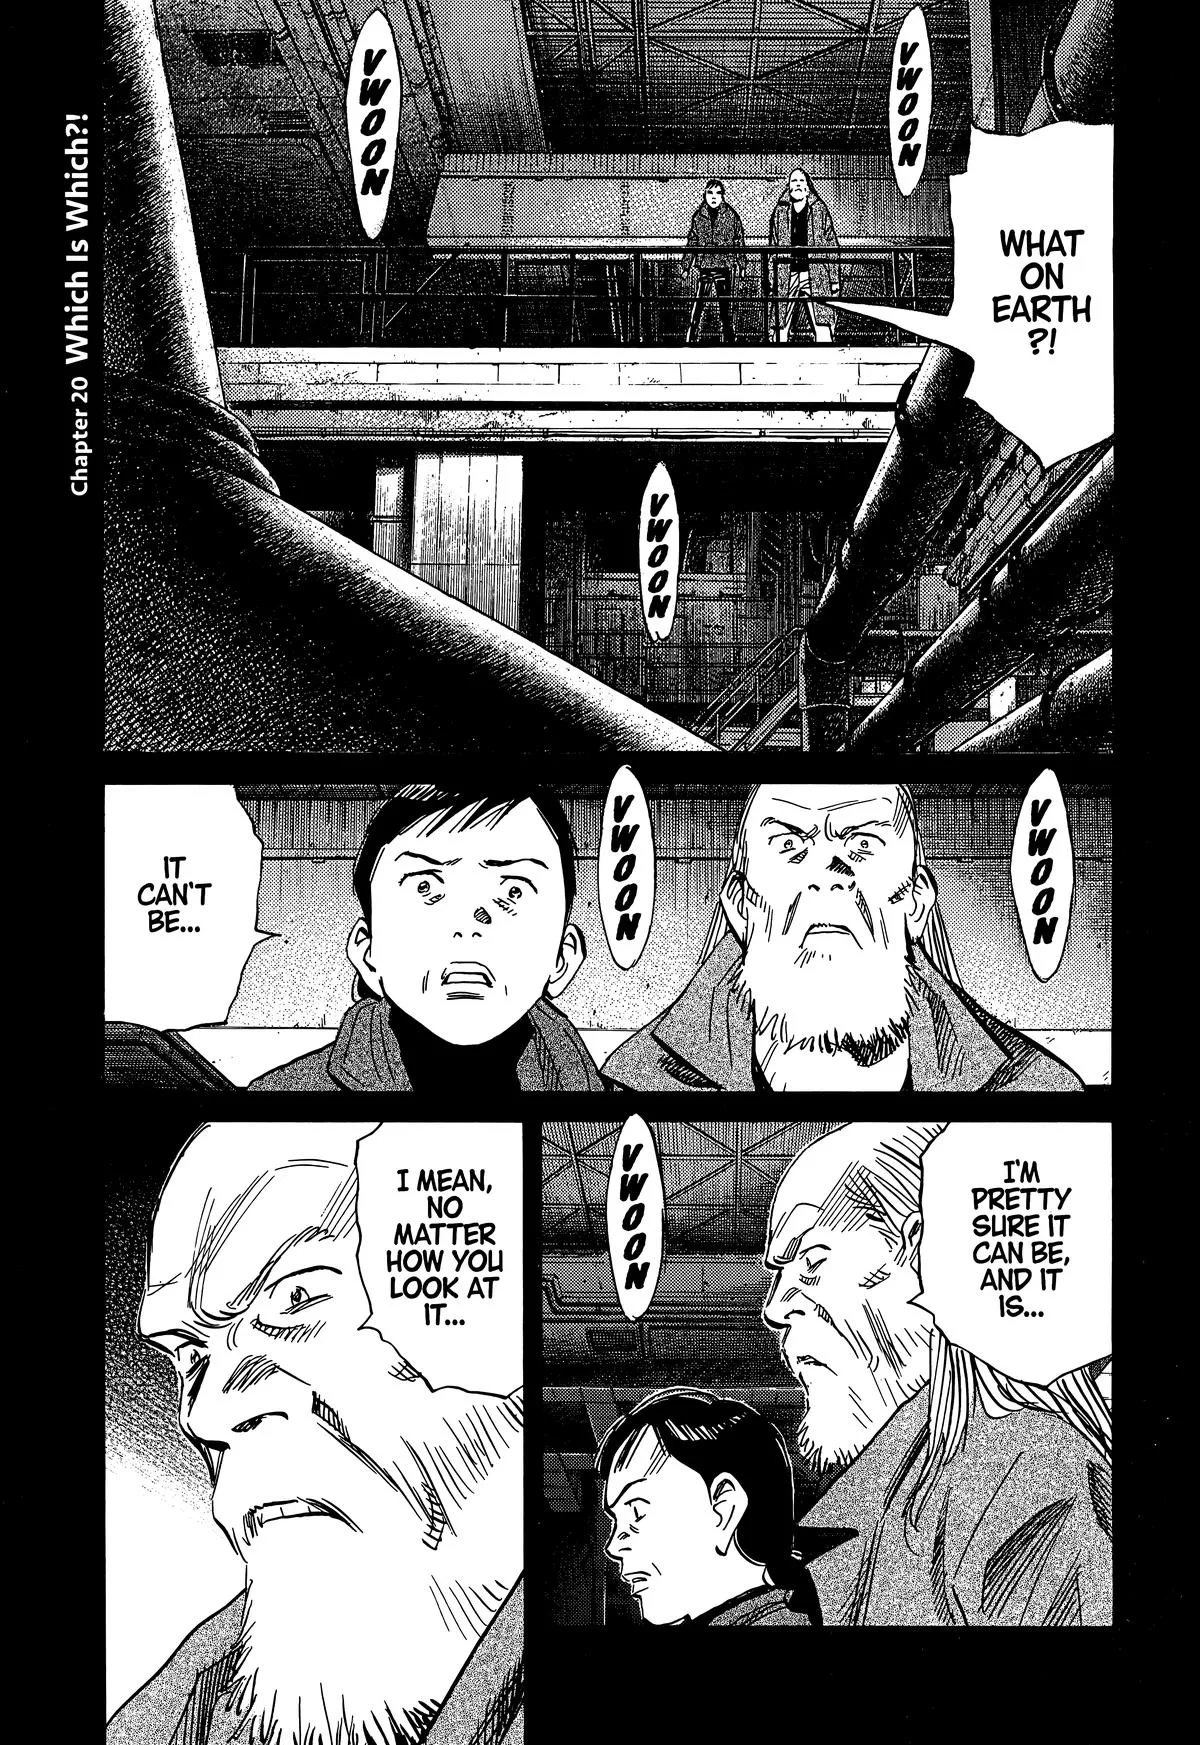 Chapter 20 Which Is Which?!
VWOON
WHAT
ON
EARTH
?!
VWOON
VWOON
VWOON
VWOON
IT
CAN'T
BE...
I'M
PRETTY
SURE IT
CAN BE,
AND IT
IS...
VWOON
I MEAN,
NO
MATTER
HOW YOU
LOOK AT
IT...